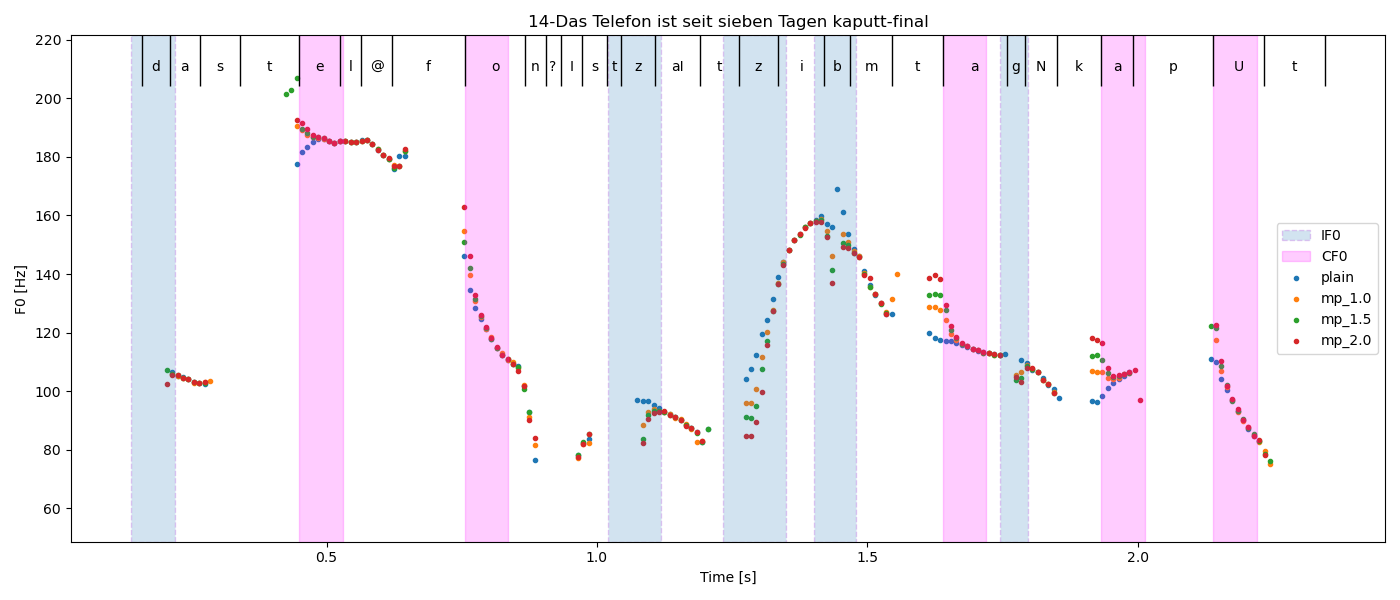 14-Das Telefon ist seit sieben Tagen kaputt-final
d a s t e l @ f o n ? I s t z aI t z i b m t a g N k a p U t
220
200
180
160
140
120
100
80
60
F0 [Hz]
IF0
CF0
plain
mp_1.0
mp_1.5
mp_2.0
0.5 1.0 1.5 2.0
Time [s]